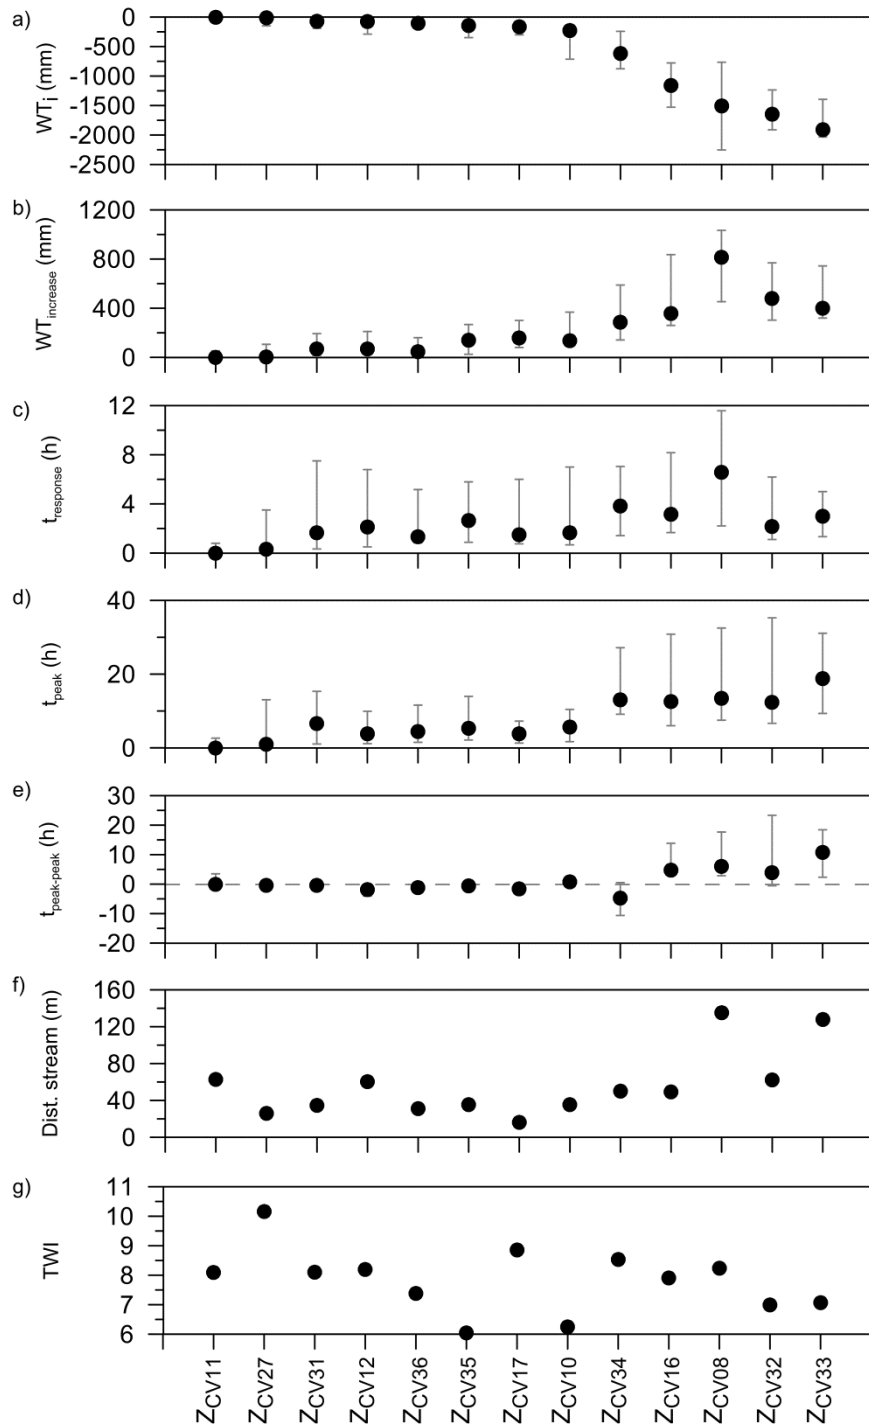 a)
WTi (mm)
0
-500
-1000
-1500
-2000
-2500
b)
WTincrease (mm)
1200
800
400
0
c)
tresponse (h)
12
8
4
0
d)
tpeak (h)
40
20
0
e)
tpeak-peak (h)
30
20
10
0
-10
-20
f)
Dist. stream (m)
160
120
80
40
0
g)
TWI
11
10
9
8
7
6
ZCV11
ZCV27
ZCV31
ZCV12
ZCV36
ZCV35
ZCV17
ZCV10
ZCV34
ZCV16
ZCV08
ZCV32
ZCV33